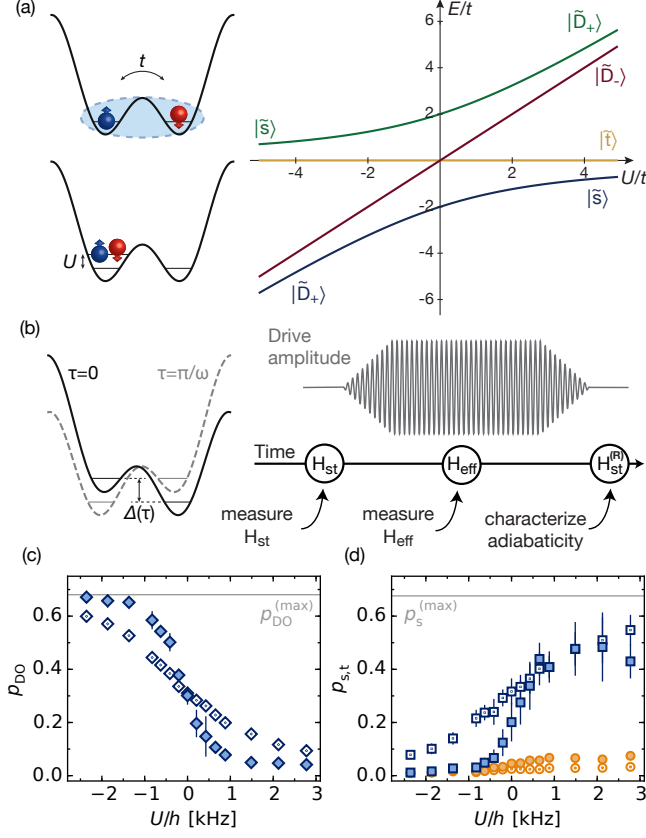 (a)
t
U
E/t
6
4
2
-2
-4
-6
-4
-2
2
4
U/t
|D̃₊⟩
|D̃₋⟩
|s̃⟩
|t̃⟩
|s̃⟩
|D̃₊⟩
(b)
τ=0
τ=π/ω
Δ(τ)
Drive
amplitude
Time
H_st
H_eff
H_st^(R)
measure
H_st
measure
H_eff
characterize
adiabaticity
(c)
p_DO
0.6
0.4
0.2
0.0
p_DO^(max)
-2
-1
0
1
2
3
U/h [kHz]
(d)
p_s,t
0.6
0.4
0.2
0.0
p_s^(max)
-2
-1
0
1
2
3
U/h [kHz]